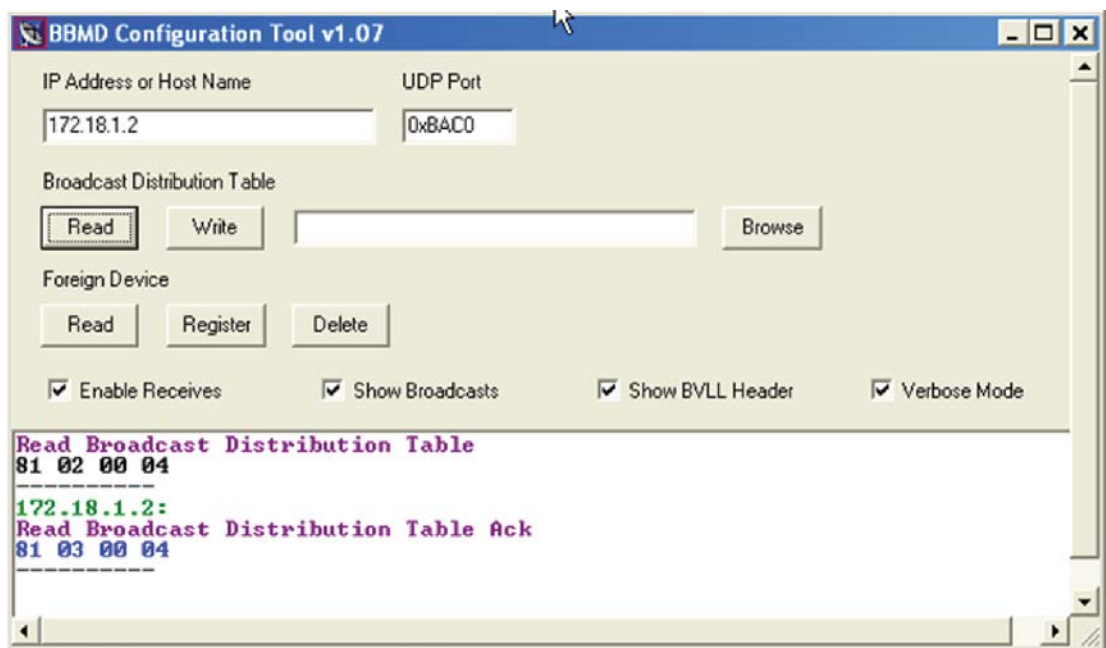 BBMD Configuration Tool v1.07
IP Address or Host Name UDP Port
172.18.1.2 0xBAC0
Broadcast Distribution Table
Read Write Browse
Foreign Device
Read Register Delete
Enable Receives Show Broadcasts Show BVLL Header Verbose Mode
Read Broadcast Distribution Table
81 02 00 04
----------
172.18.1.2:
Read Broadcast Distribution Table Ack
81 03 00 04
----------